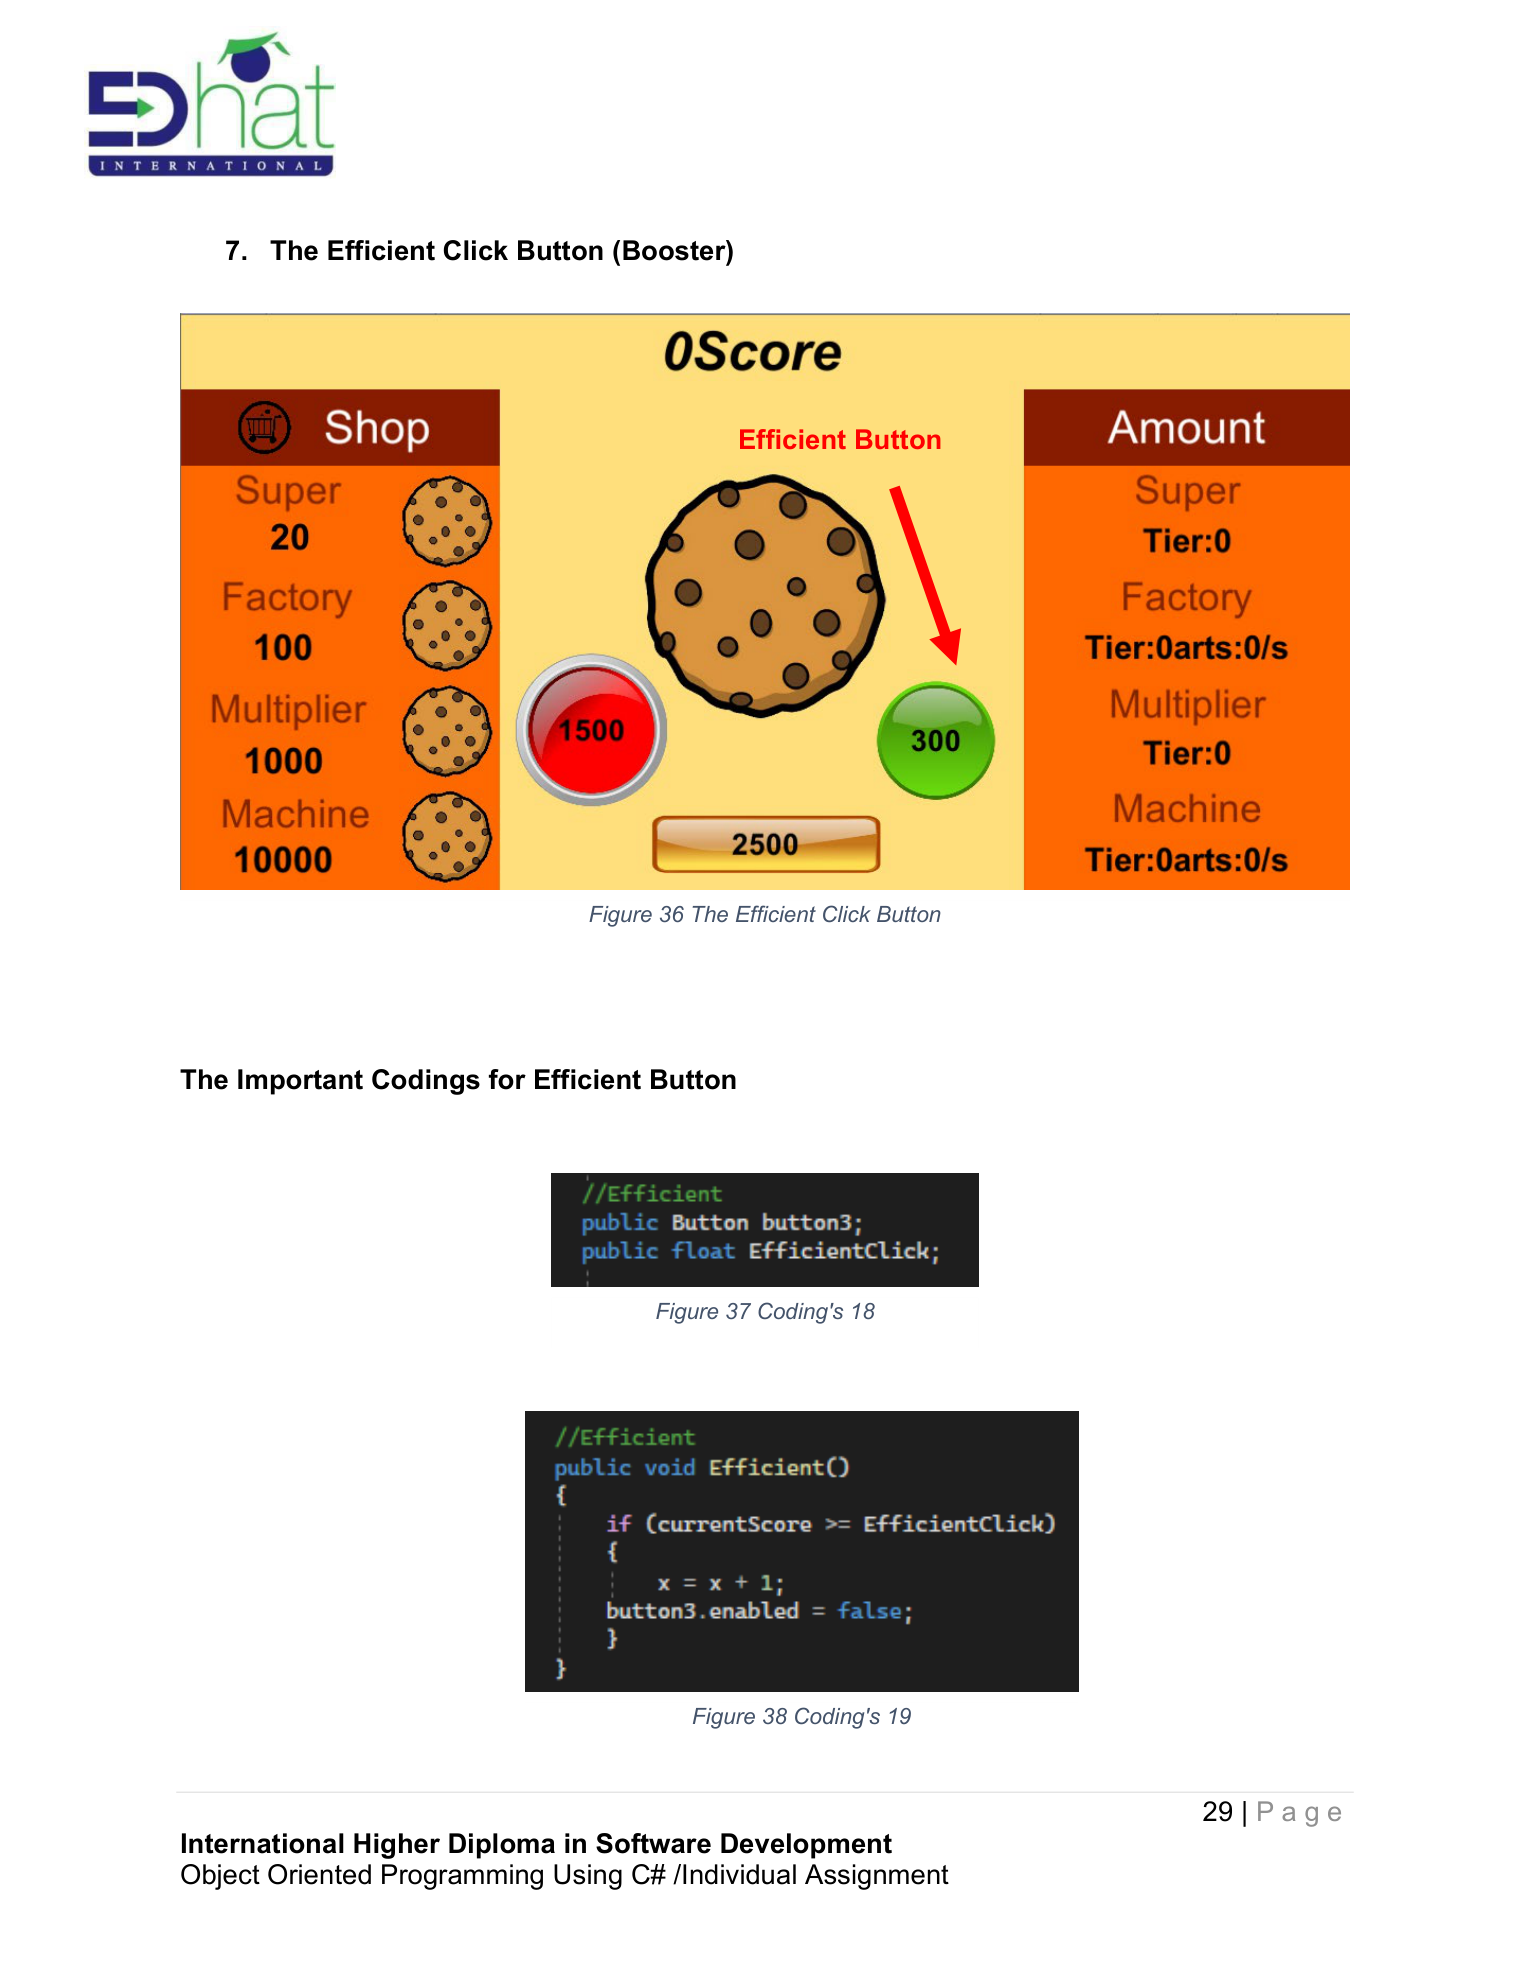 EDhat
INTERNATIONAL
7. The Efficient Click Button (Booster)
0Score
Shop
Efficient Button
Amount
Super
20
Factory
100
Multiplier
1000
Machine
10000
1500
300
2500
Super
Tier:0
Factory
Tier:0arts:0/s
Multiplier
Tier:0
Machine
Tier:0arts:0/s
Figure 36 The Efficient Click Button
The Important Codings for Efficient Button
//Efficient
public Button button3;
public float EfficientClick;
Figure 37 Coding's 18
//Efficient
public void Efficient()
{
if (currentScore >= EfficientClick)
{
x = x + 1;
button3.enabled = false;
}
}
Figure 38 Coding's 19
29 | Page
International Higher Diploma in Software Development
Object Oriented Programming Using C# /Individual Assignment